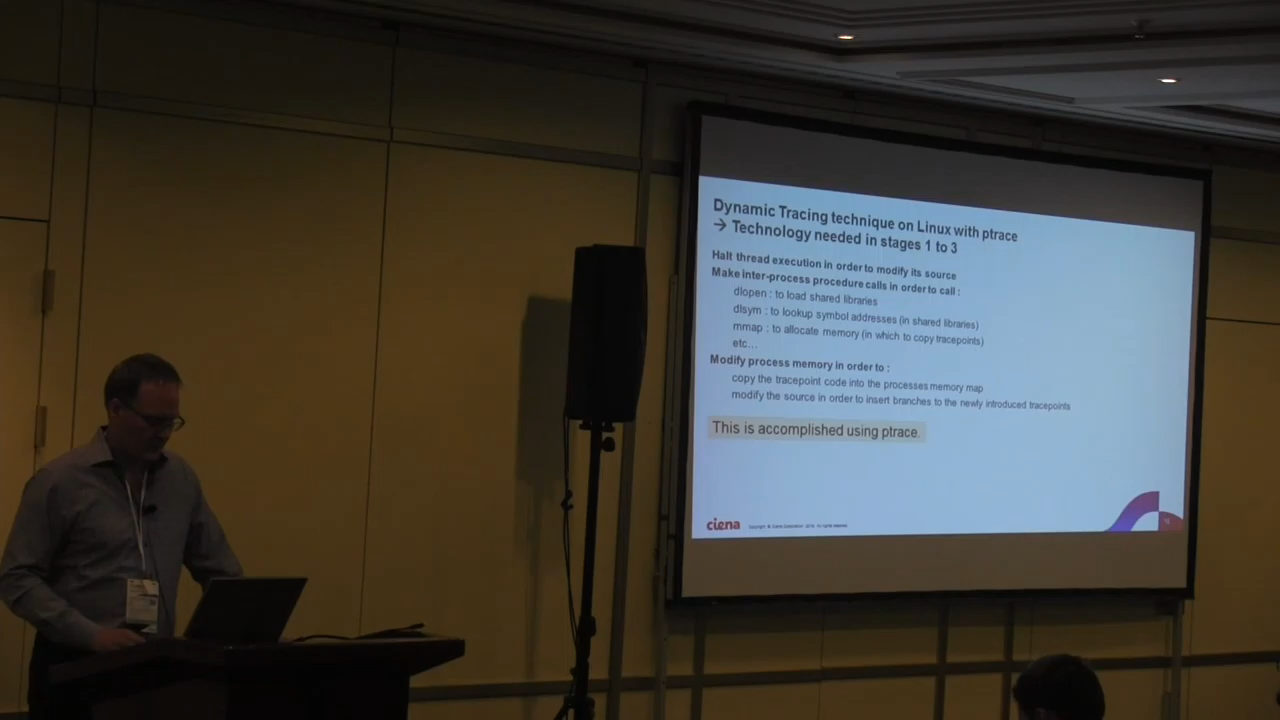 Dynamic Tracing technique on Linux with ptrace
→ Technology needed in stages 1 to 3
Halt thread execution in order to modify its source
Make inter-process procedure calls in order to call :
dlopen : to load shared libraries
dlsym : to lookup symbol addresses (in shared libraries)
mmap : to allocate memory (in which to copy tracepoints)
etc…
Modify process memory in order to :
copy the tracepoint code into the processes memory map
modify the source in order to insert branches to the newly introduced tracepoints
This is accomplished using ptrace.
ciena